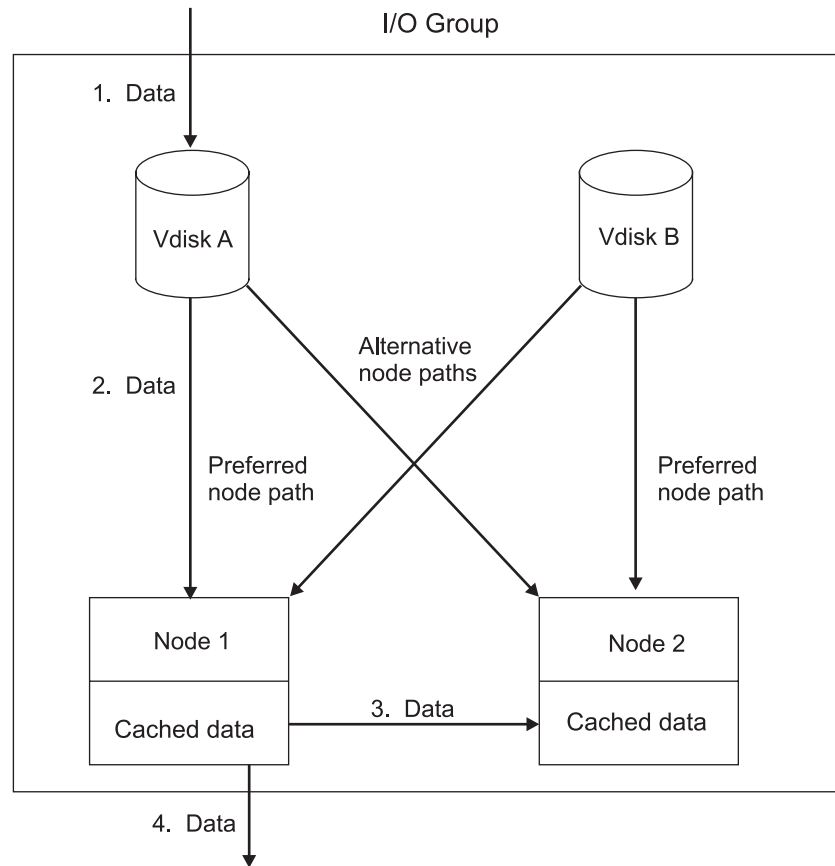 I/O Group
1. Data
Vdisk A
Vdisk B
Alternative
node paths
2. Data
Preferred
node path
Preferred
node path
Node 1
Node 2
3. Data
Cached data
Cached data
4. Data